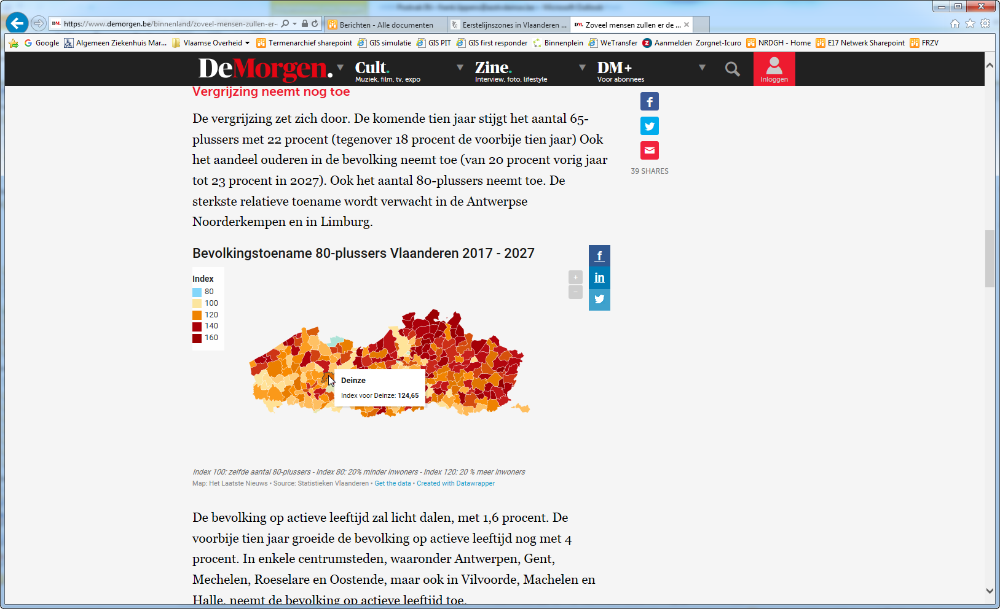 https://www.demorgen.be/binnenland/zoveel-mensen-zullen-er-
Berichten - Alle documenten
Eerstelijnszones in Vlaanderen ...
DM. Zoveel mensen zullen er de ...
Google
Algemeen Ziekenhuis Mar...
Vlaamse Overheid
Termenarchief sharepoint
GIS simulatie
GIS PIT
GIS first responder
Binnenplein
WeTransfer
Aanmelden Zorgnet-Icuro
NRDGH - Home
E17 Netwerk Sharepoint
FRZV
DeMorgen.
Cult.
Muziek, film, tv, expo
Zine.
Interview, foto, lifestyle
DM+
Voor abonnees
Inloggen
Vergrijzing neemt nog toe
De vergrijzing zet zich door. De komende tien jaar stijgt het aantal 65-
plussers met 22 procent (tegenover 18 procent de voorbije tien jaar) Ook
het aandeel ouderen in de bevolking neemt toe (van 20 procent vorig jaar
tot 23 procent in 2027). Ook het aantal 80-plussers neemt toe. De
sterkste relatieve toename wordt verwacht in de Antwerpse
Noorderkempen en in Limburg.
39 SHARES
Bevolkingstoename 80-plussers Vlaanderen 2017 - 2027
Index
80
100
120
140
160
+
−
f
in
Deinze
Index voor Deinze: 124,65
Index 100: zelfde aantal 80-plussers - Index 80: 20% minder inwoners - Index 120: 20 % meer inwoners
Map: Het Laatste Nieuws • Source: Statistieken Vlaanderen • Get the data • Created with Datawrapper
De bevolking op actieve leeftijd zal licht dalen, met 1,6 procent. De
voorbije tien jaar groeide de bevolking op actieve leeftijd nog met 4
procent. In enkele centrumsteden, waaronder Antwerpen, Gent,
Mechelen, Roeselare en Oostende, maar ook in Vilvoorde, Machelen en
Halle, neemt de bevolking op actieve leeftijd toe.